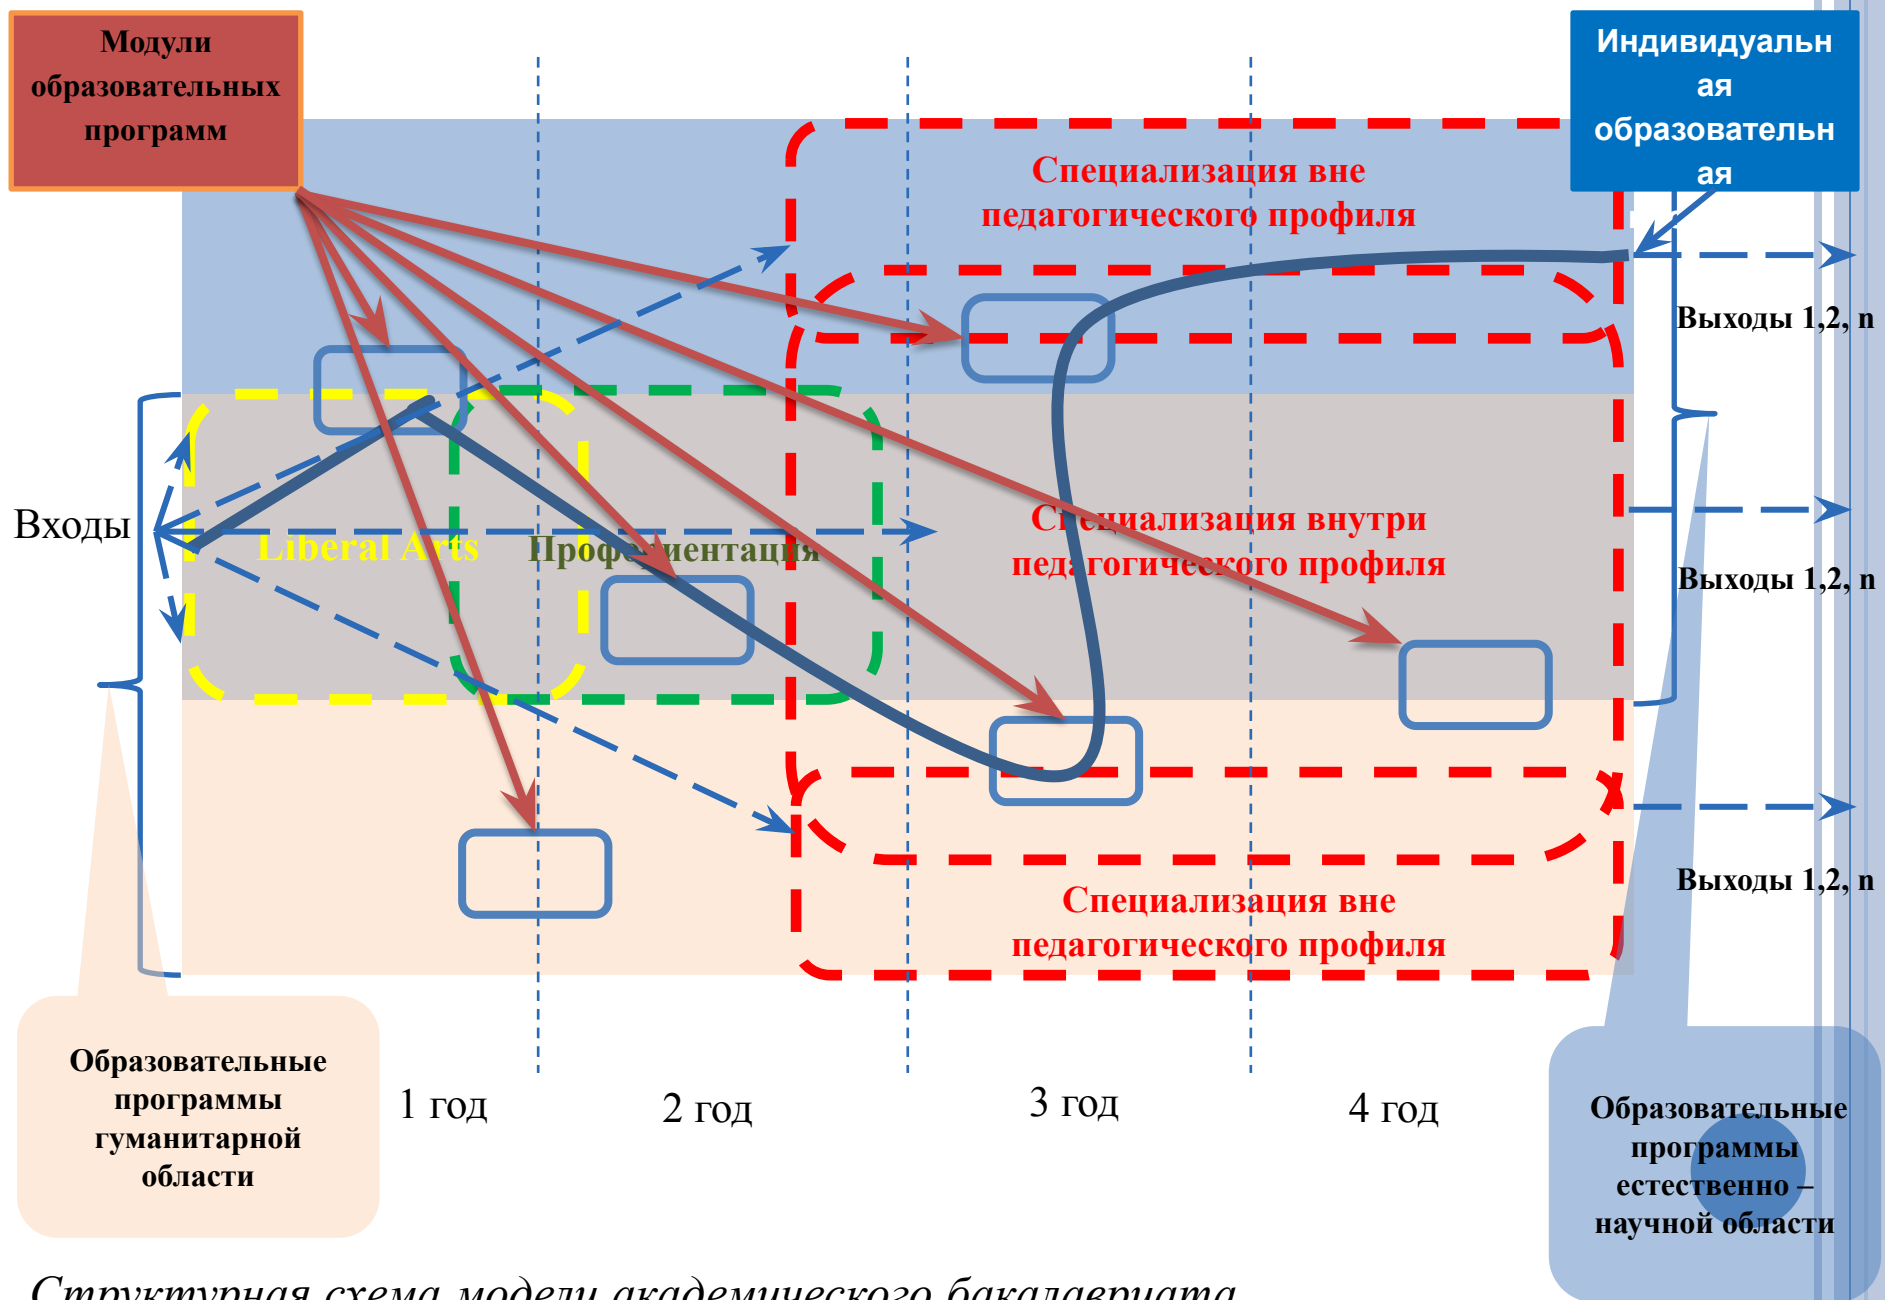 Модули
образовательных
программ
Индивидуальн
ая
образовательн
ая
Специализация вне
педагогического профиля
Выходы 1,2, n
Входы
Liberal Arts
Профориентация
Специализация внутри
педагогического профиля
Выходы 1,2, n
Специализация вне
педагогического профиля
Выходы 1,2, n
Образовательные
программы
гуманитарной
области
1 год
2 год
3 год
4 год
Образовательные
программы
естественно –
научной области
Структурная схема модели академического бакалавриата